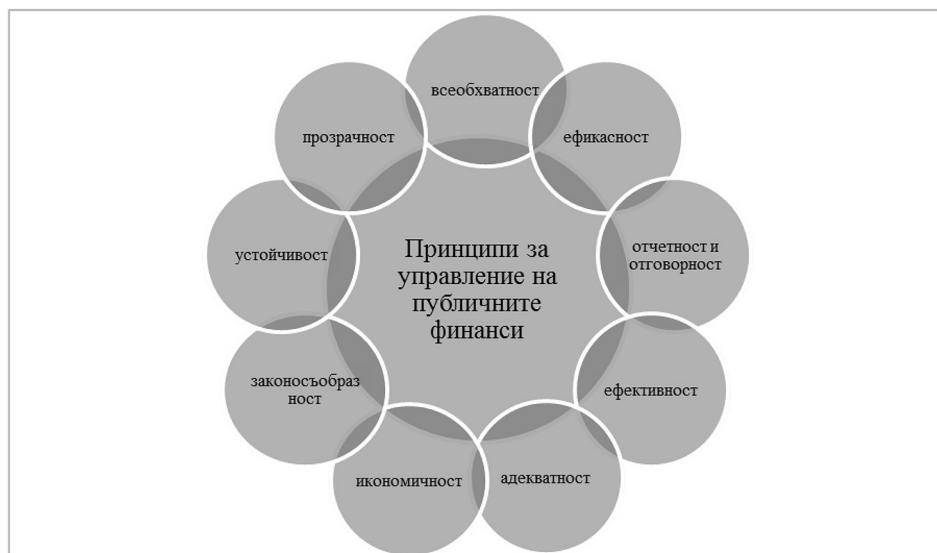 всеобхватност
ефикасност
отчетност и
отговорност
ефективност
адекватност
икономичност
законосъобраз
ност
устойчивост
прозрачност
Принципи за
управление на
публичните
финанси